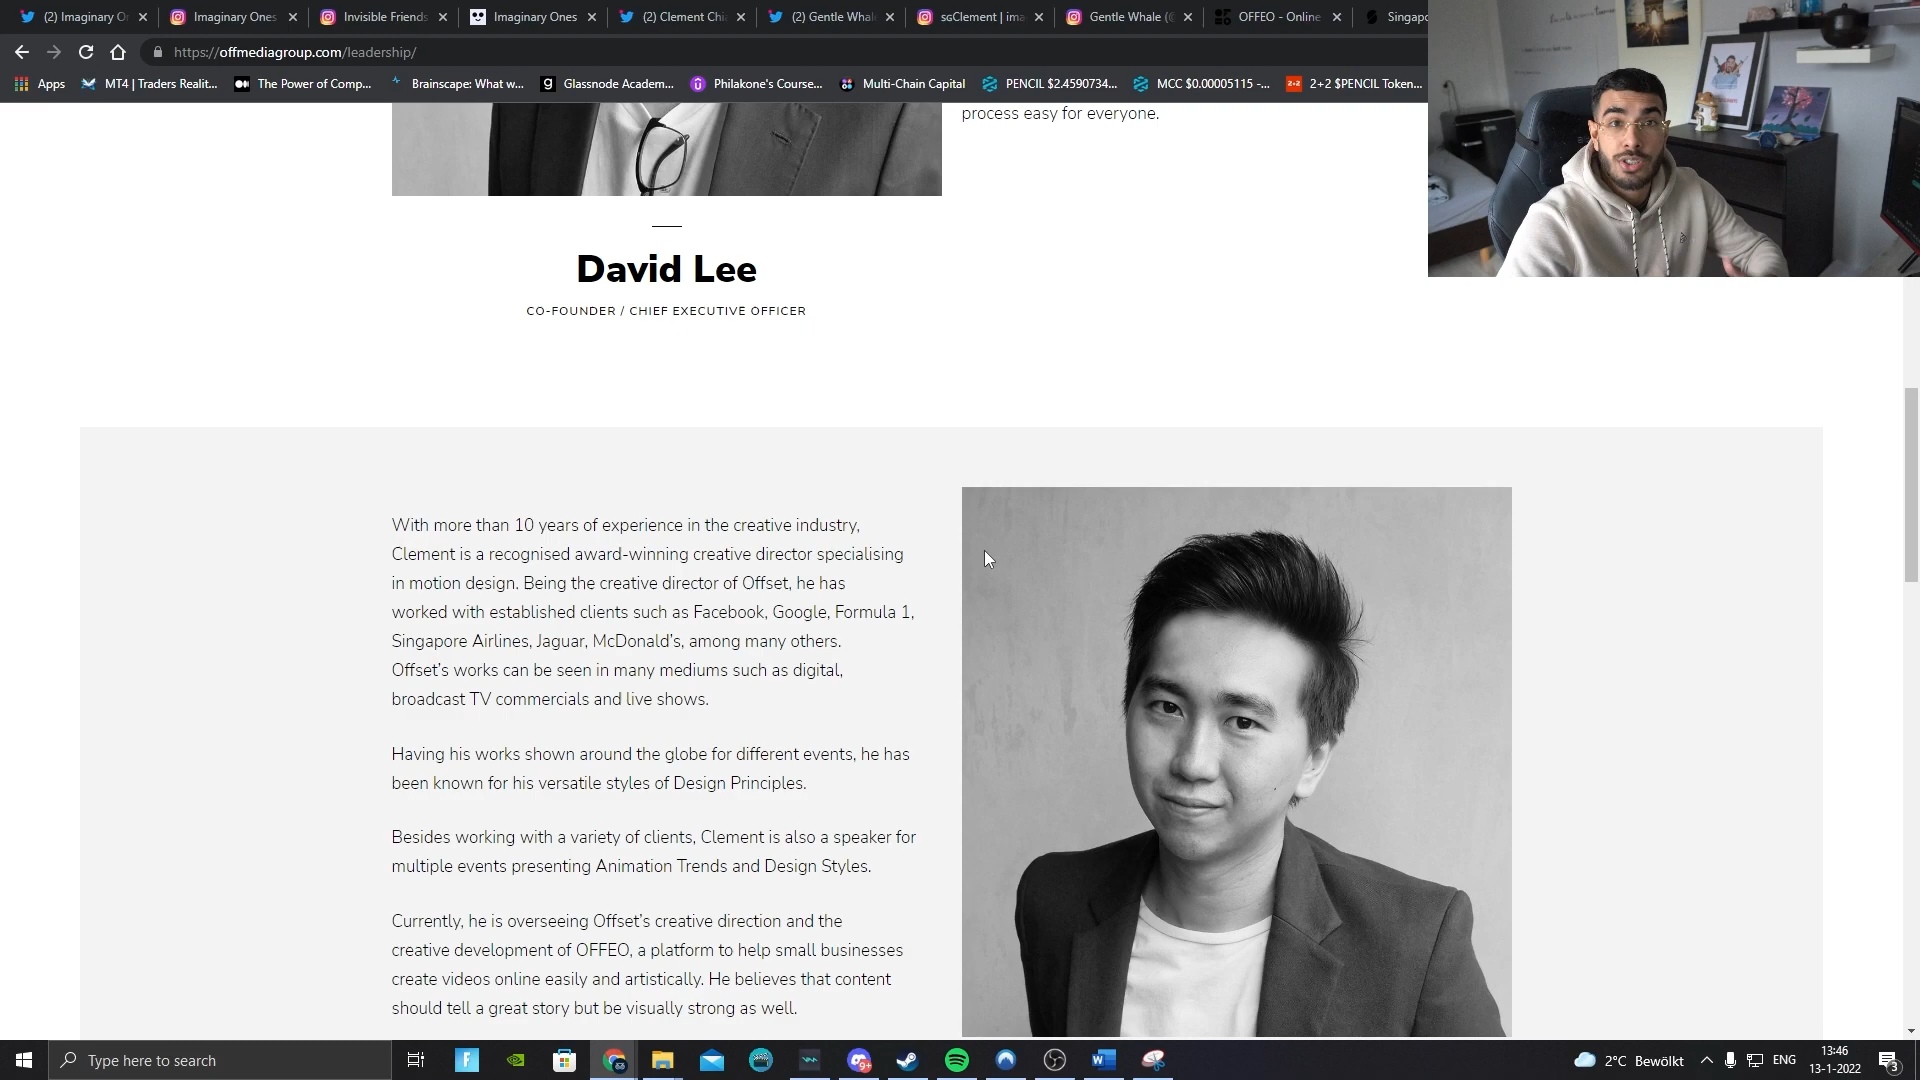 (2) Imaginary Or
Imaginary Ones
Invisible Friends
Imaginary Ones
(2) Clement Chi
(2) Gentle Whal
sgClement | ima
Gentle Whale (@
OFFEO - Online
Singapo
https://offmediagroup.com/leadership/
Apps
MT4 | Traders Realit...
The Power of Comp...
Brainscape: What w...
Glassnode Academ...
Philakone's Course...
Multi-Chain Capital
PENCIL $2.4590734...
MCC $0.00005115 -...
2+2 $PENCIL Token...
process easy for everyone.
David Lee
CO-FOUNDER / CHIEF EXECUTIVE OFFICER
With more than 10 years of experience in the creative industry,
Clement is a recognised award-winning creative director specialising
in motion design. Being the creative director of Offset, he has
worked with established clients such as Facebook, Google, Formula 1,
Singapore Airlines, Jaguar, McDonald's, among many others.
Offset's works can be seen in many mediums such as digital,
broadcast TV commercials and live shows.
Having his works shown around the globe for different events, he has
been known for his versatile styles of Design Principles.
Besides working with a variety of clients, Clement is also a speaker for
multiple events presenting Animation Trends and Design Styles.
Currently, he is overseeing Offset's creative direction and the
creative development of OFFEO, a platform to help small businesses
create videos online easily and artistically. He believes that content
should tell a great story but be visually strong as well.
Type here to search
2°C Bewölkt
ENG
13:46
13-1-2022
3